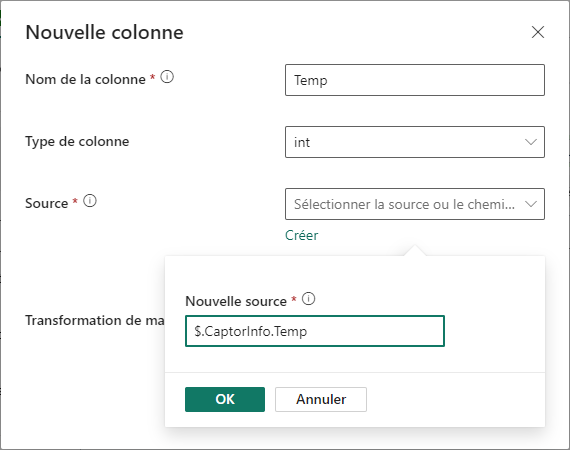 Nouvelle colonne
Nom de la colonne *
Temp
Type de colonne
int
Source *
Sélectionner la source ou le chemi...
Créer
Nouvelle source *
Transformation de ma
$.CaptorInfo.Temp
OK
Annuler